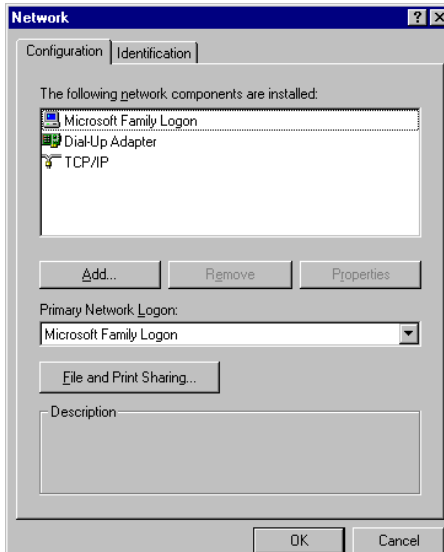 Network
Configuration
Identification
The following network components are installed:
Microsoft Family Logon
Dial-Up Adapter
TCP/IP
Add...
Remove
Properties
Primary Network Logon:
Microsoft Family Logon
File and Print Sharing...
Description
OK
Cancel